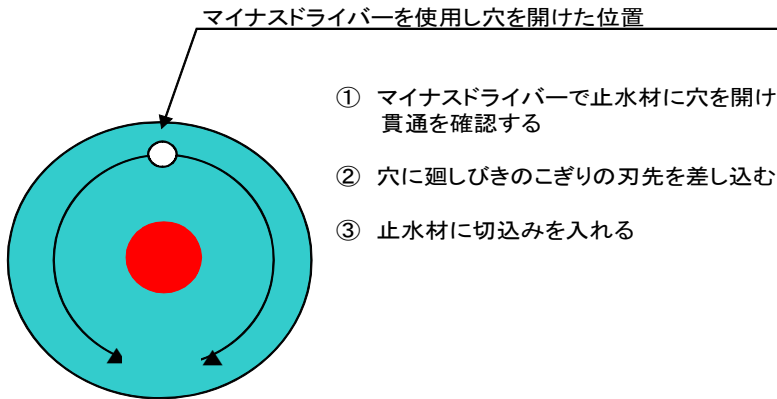 マイナスドライバーを使用し穴を開けた位置
① マイナスドライバーで止水材に穴を開け
貫通を確認する
② 穴に廻しびきのこぎりの刃先を差し込む
③ 止水材に切込みを入れる